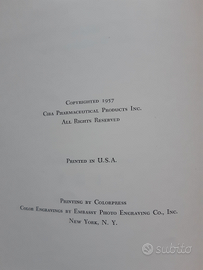 Copyrighted 1957
Ciba Pharmaceutical Products Inc.
All Rights Reserved
Printed in U.S.A.
Printing by Colorpress
Color Engravings by Embassy Photo Engraving Co., Inc.
New York, N. Y.
subito